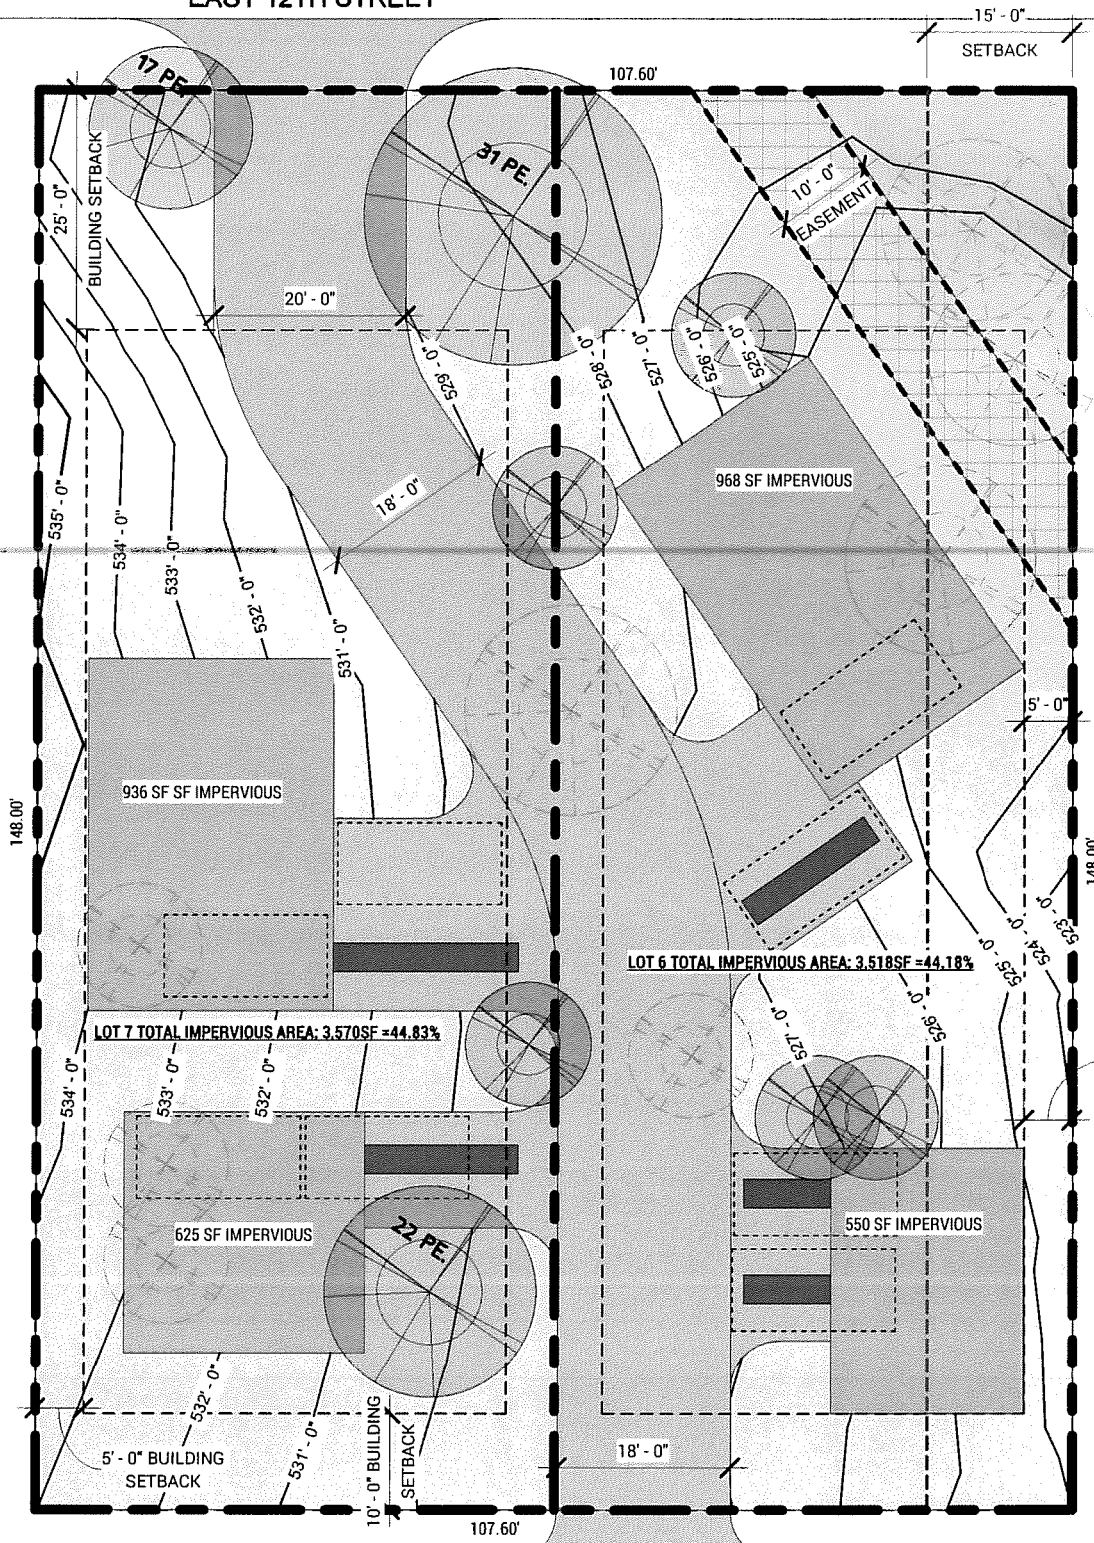 EAST 12TH STREET
15' - 0"
SETBACK
107.60'
17 PE.
31 PE.
25' - 0"
BUILDING SETBACK
10' - 0"
EASEMENT
20' - 0"
529' - 0"
528' - 0"
527' - 0"
526' - 0"
525' - 0"
18' - 0"
968 SF IMPERVIOUS
535' - 0"
534' - 0"
533' - 0"
532' - 0"
531' - 0"
5' - 0"
936 SF SF IMPERVIOUS
148.00'
148.00'
LOT 6 TOTAL IMPERVIOUS AREA: 3.518SF =44.18%
523' - 0"
524' - 0"
525' - 0"
526' - 0"
527' - 0"
LOT 7 TOTAL IMPERVIOUS AREA: 3.570SF =44.83%
534' - 0"
533' - 0"
532' - 0"
22 PE.
625 SF IMPERVIOUS
550 SF IMPERVIOUS
532' - 0"
531' - 0"
5' - 0" BUILDING
SETBACK
10' - 0" BUILDING
SETBACK
18' - 0"
107.60'